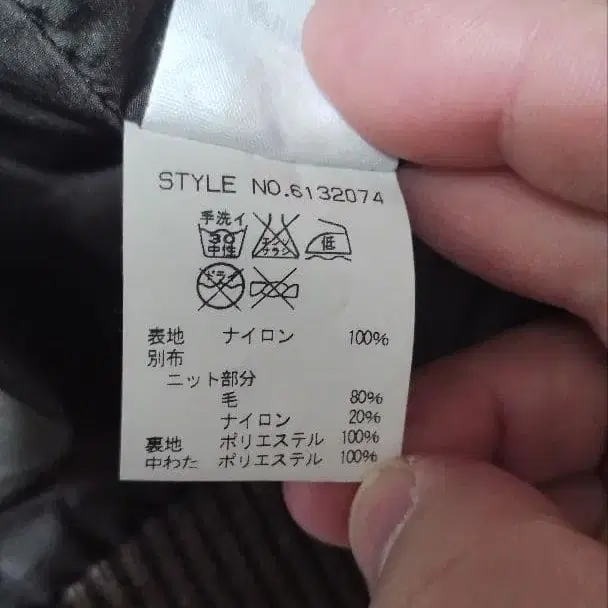 STYLE NO.6132074
手洗イ
30
中性
エンソ
サラシ
低
ドライ
表地 ナイロン 100%
別布
ニット部分
毛 80%
ナイロン 20%
裏地 ポリエステル 100%
中わた ポリエステル 100%